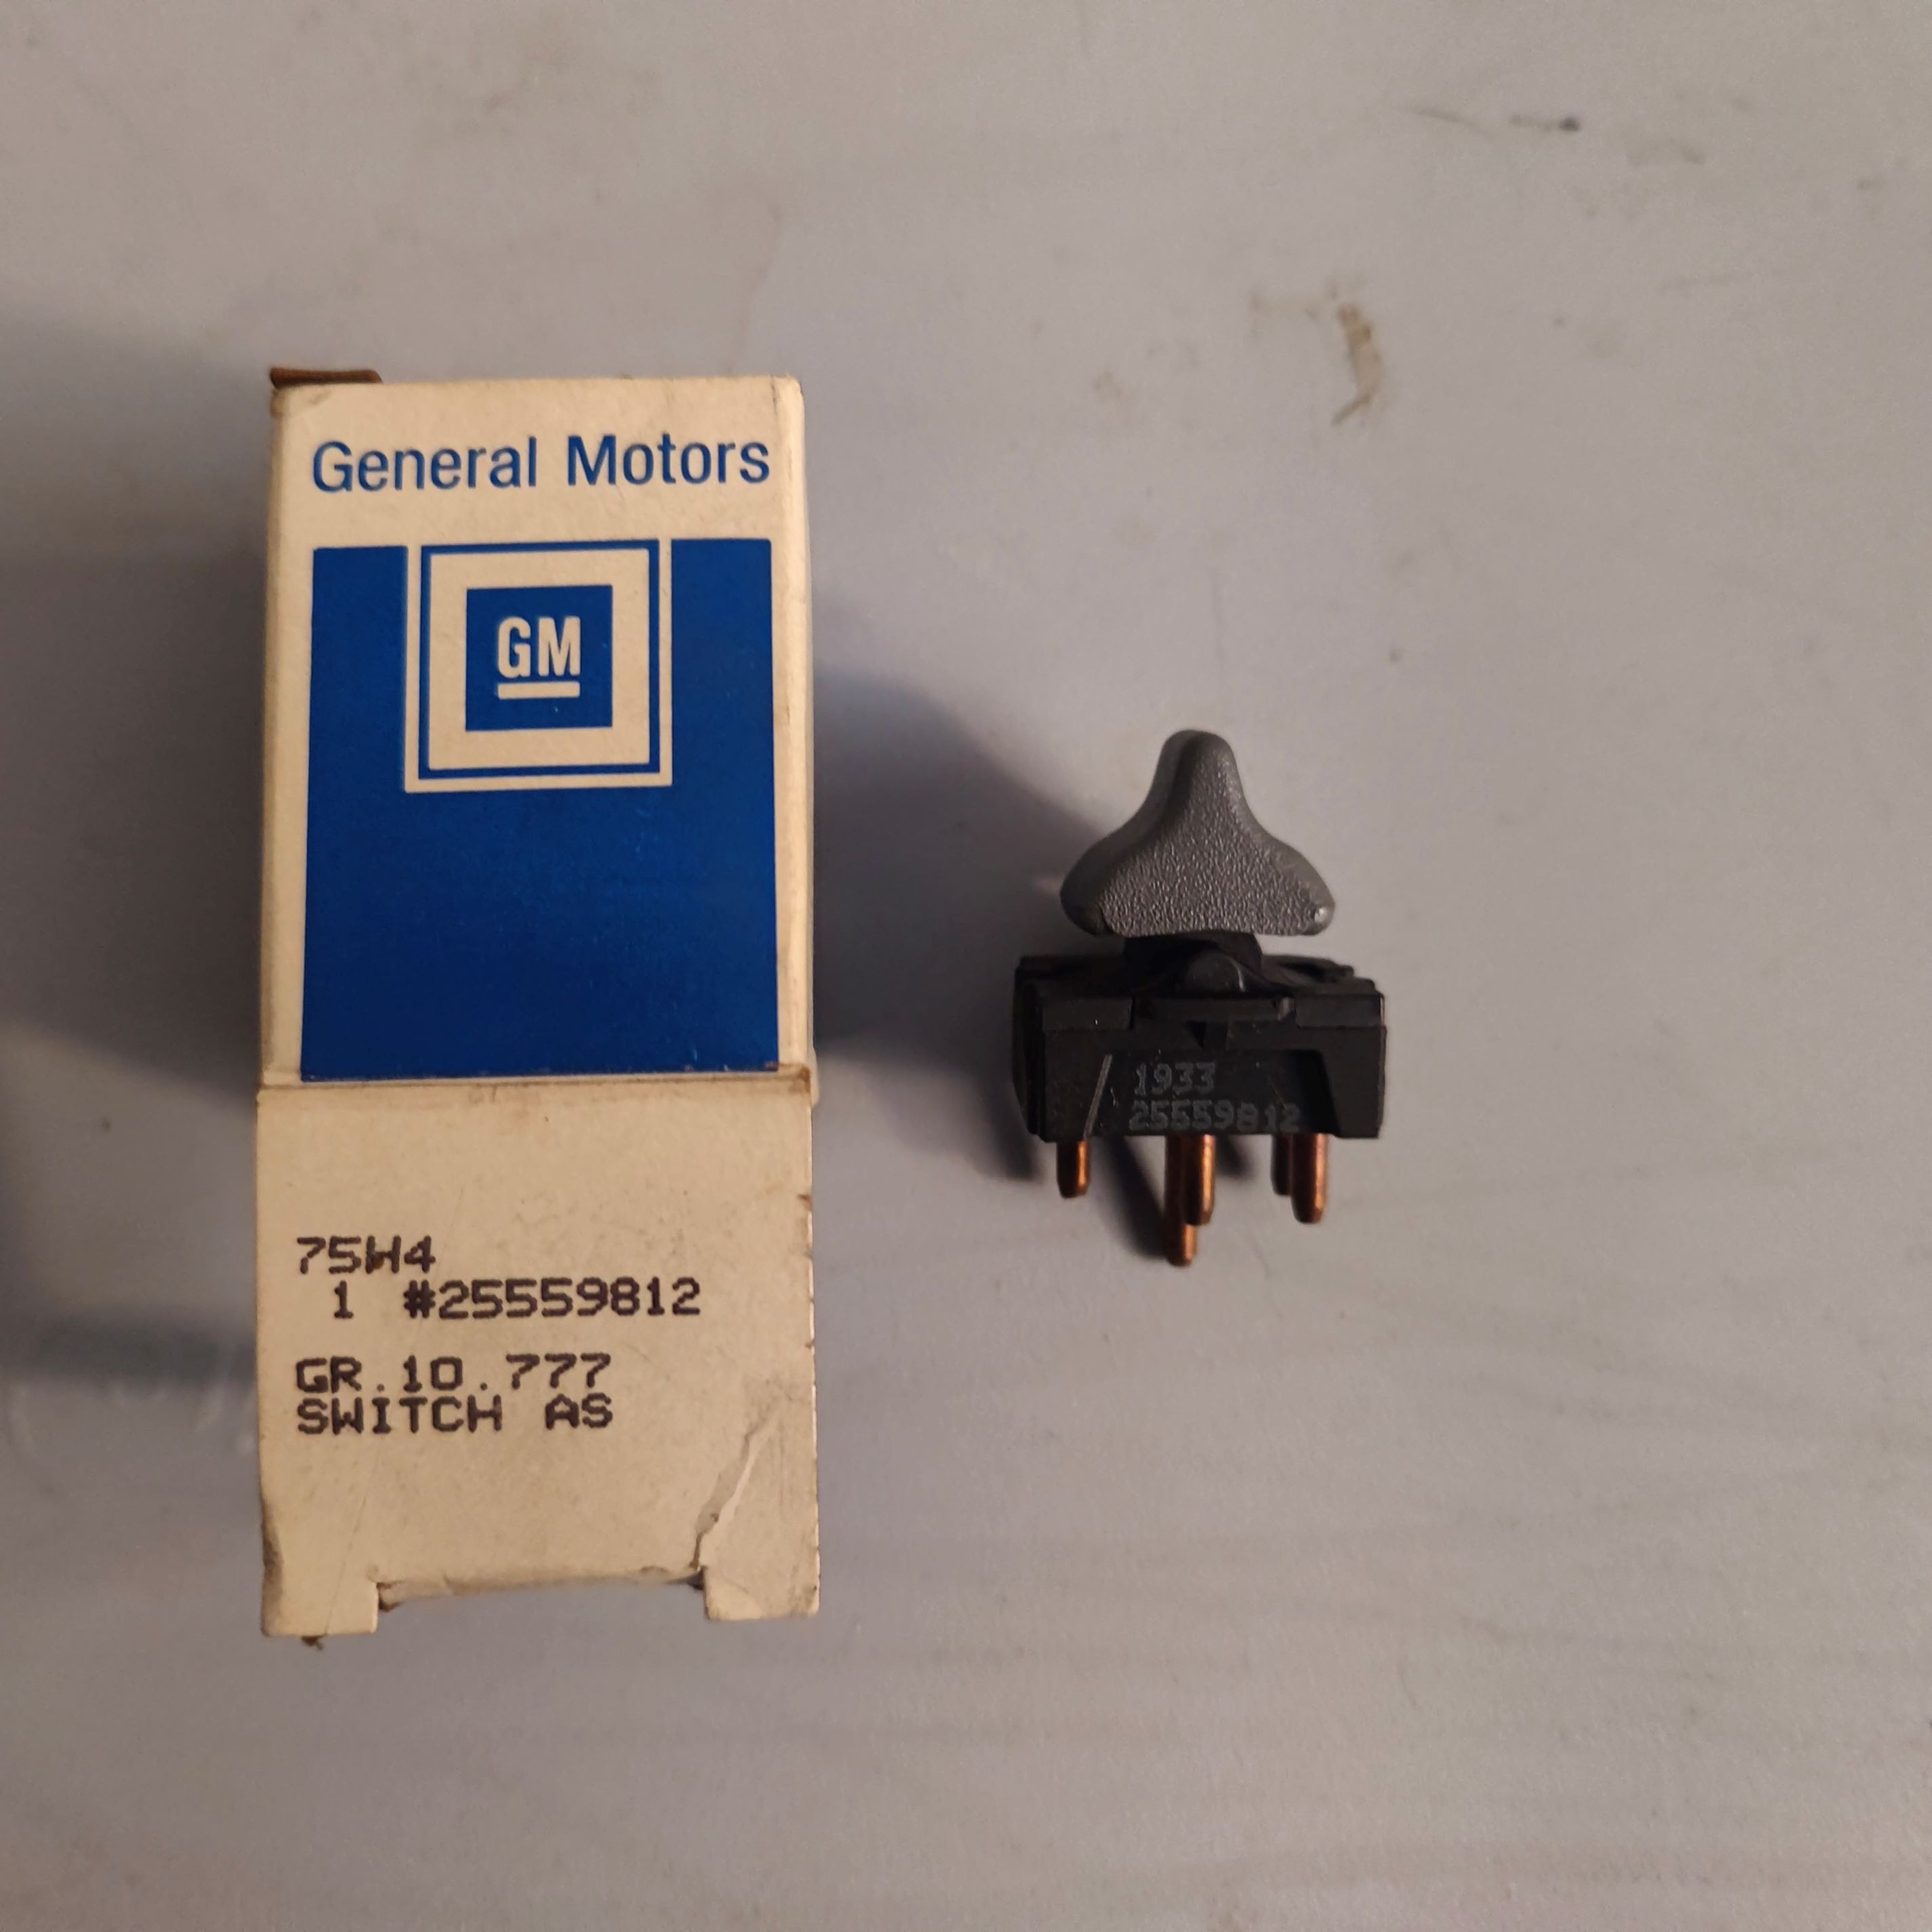 General Motors
GM
75W4
1 #25559812
GR.10.777
SWITCH AS
1933
25559812